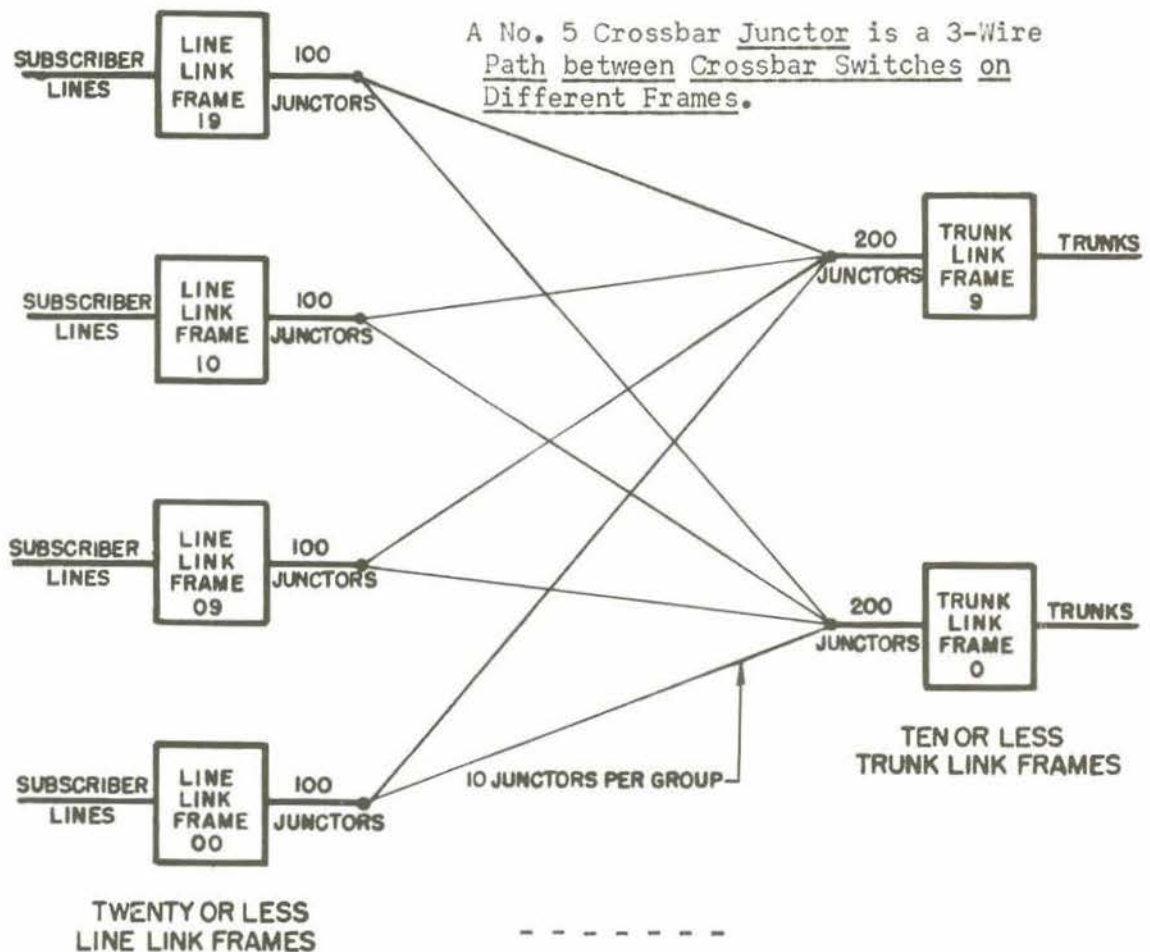 A No. 5 Crossbar Junctor is a 3-Wire
Path between Crossbar Switches on
Different Frames.
SUBSCRIBER
LINES
LINE
LINK
FRAME
19
100
JUNCTORS
SUBSCRIBER
LINES
LINE
LINK
FRAME
10
100
JUNCTORS
SUBSCRIBER
LINES
LINE
LINK
FRAME
09
100
JUNCTORS
SUBSCRIBER
LINES
LINE
LINK
FRAME
00
100
JUNCTORS
TWENTY OR LESS
LINE LINK FRAMES
200
JUNCTORS
TRUNK
LINK
FRAME
9
TRUNKS
200
JUNCTORS
TRUNK
LINK
FRAME
0
TRUNKS
10 JUNCTORS PER GROUP
TEN OR LESS
TRUNK LINK FRAMES